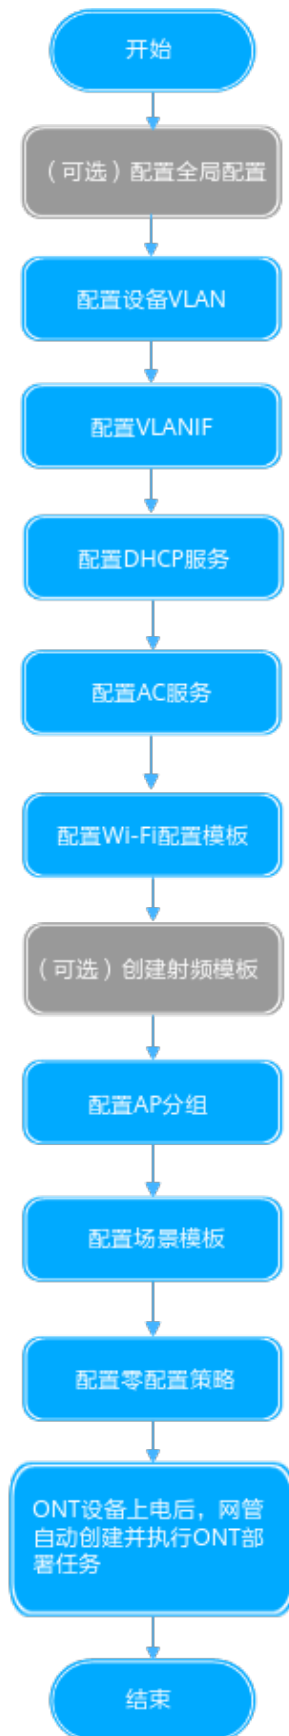 开始
（可选）配置全局配置
配置设备VLAN
配置VLANIF
配置DHCP服务
配置AC服务
配置Wi-Fi配置模板
（可选）创建射频模板
配置AP分组
配置场景模板
配置零配置策略
ONT设备上电后，网管
自动创建并执行ONT部
署任务
结束